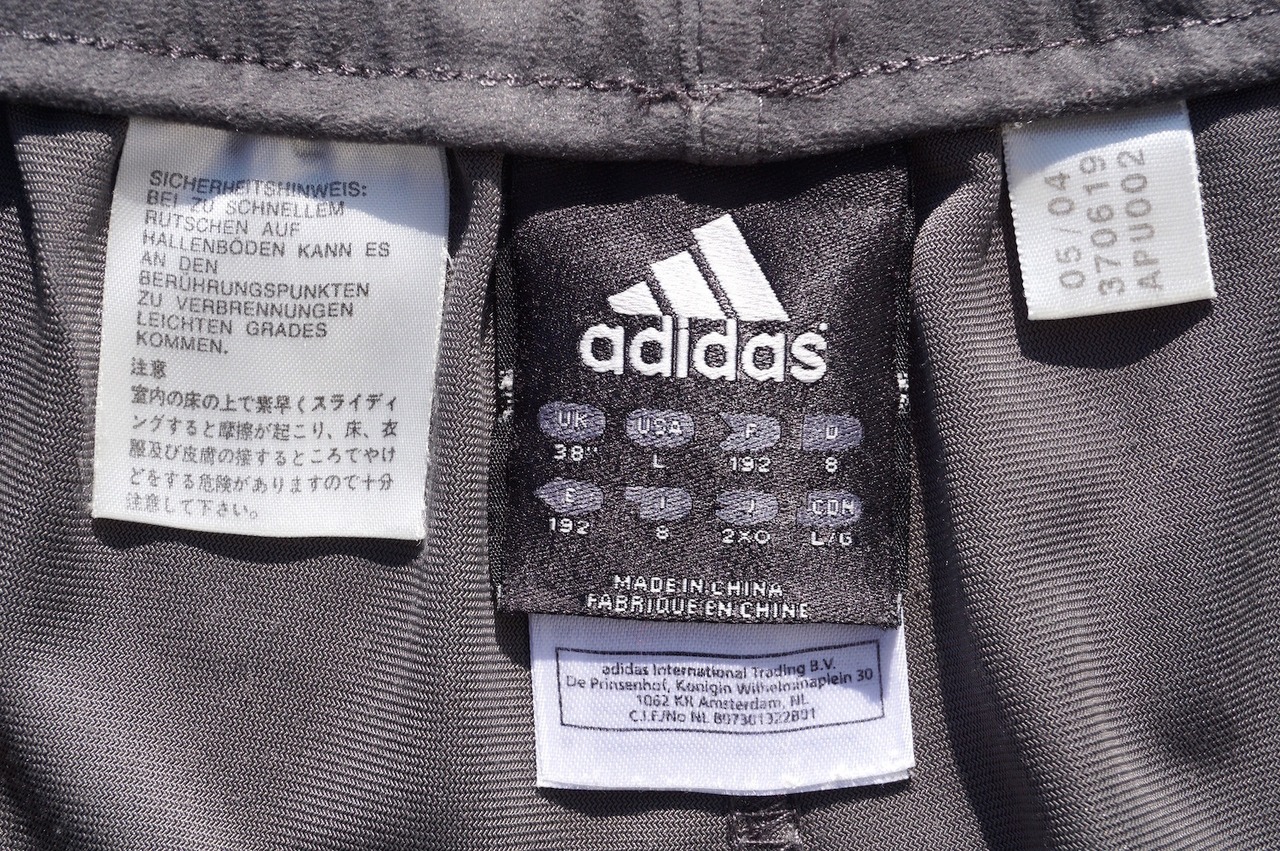 SICHERHEITSHINWEIS:
BEI ZU SCHNELLEM
RUTSCHEN AUF
HALLENBÖDEN KANN ES
AN DEN
BERÜHRUNGSPUNKTEN
ZU VERBRENNUNGEN
LEICHTEN GRADES
KOMMEN.
注意
室内の床の上で素早くスライディ
ングすると摩擦が起こり、床、衣
服及び皮膚の接するところでやけ
どをする危険がありますので十分
注意して下さい。
adidas
UK USA F D
38" L 192 8
E I J CDN
192 8 2XO L/G
MADE IN CHINA
FABRIQUE EN CHINE
adidas International Trading B.V.
De Prinsenhof, Konigin Wilhelminaplein 30
1062 KR Amsterdam, NL
C.I.F./No NL 807301322B01
05/04
370619
APU002